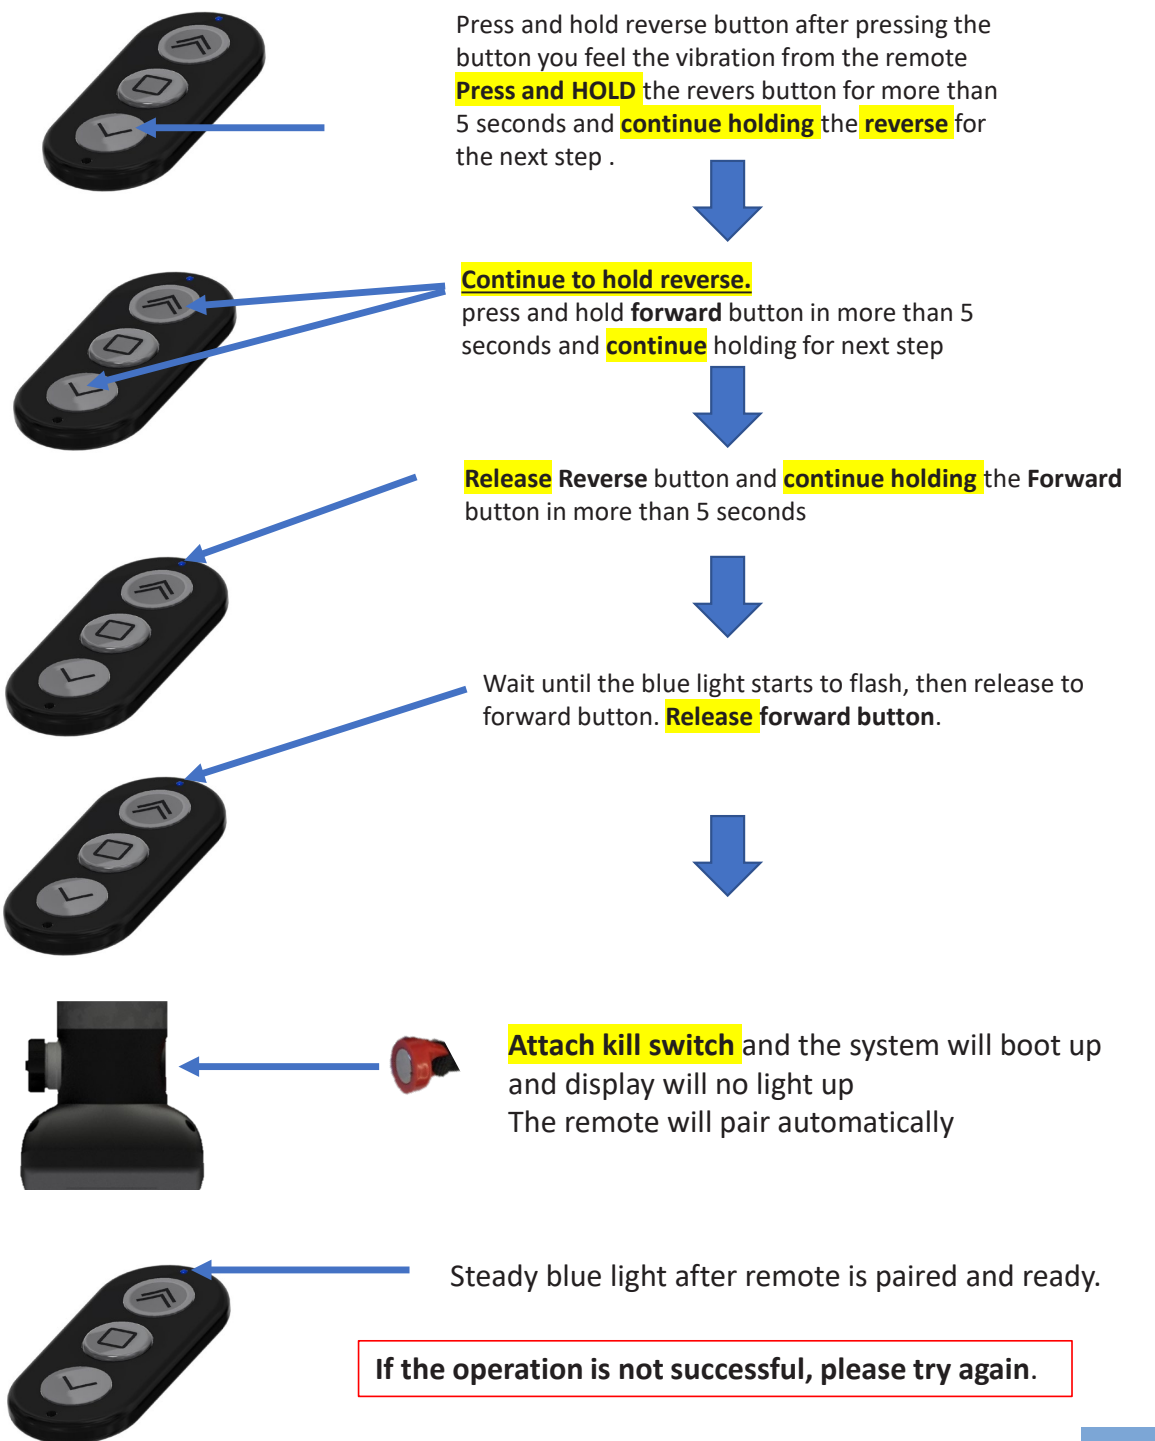 Press and hold reverse button after pressing the
button you feel the vibration from the remote
Press and HOLD the revers button for more than
5 seconds and continue holding the reverse for
the next step .
Continue to hold reverse.
press and hold forward button in more than 5
seconds and continue holding for next step
Release Reverse button and continue holding the Forward
button in more than 5 seconds
Wait until the blue light starts to flash, then release to
forward button. Release forward button.
Attach kill switch and the system will boot up
and display will no light up
The remote will pair automatically
Steady blue light after remote is paired and ready.
If the operation is not successful, please try again.